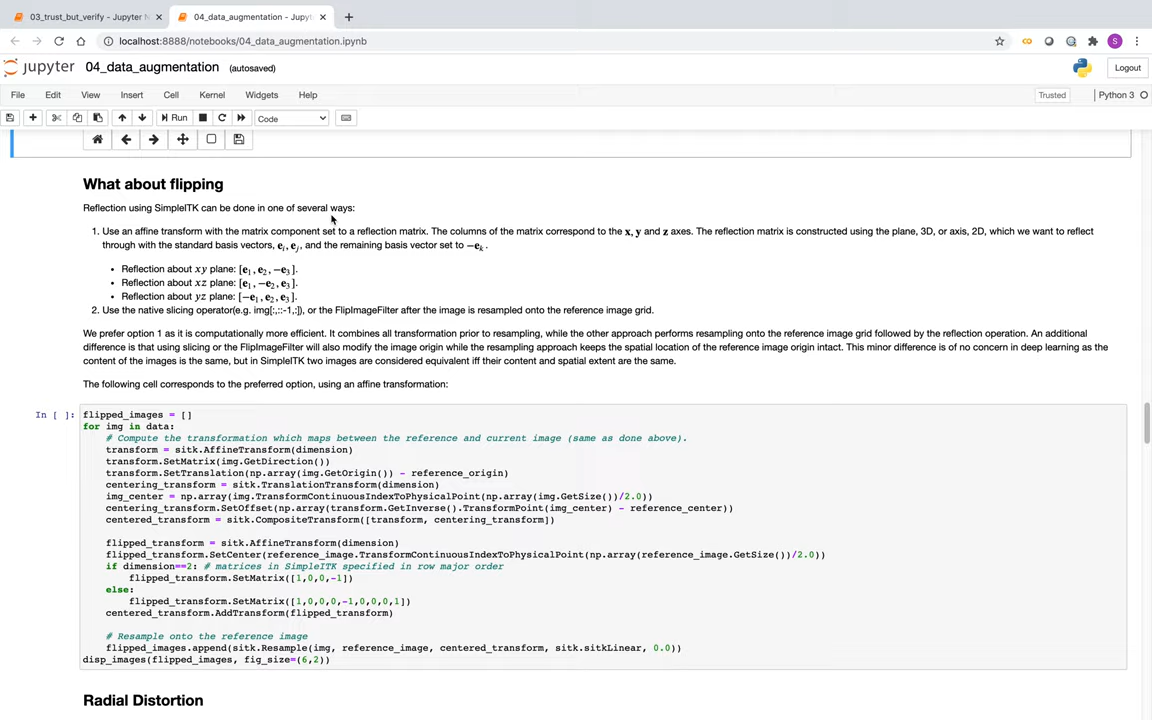 03_trust_but_verify - Jupyter N
04_data_augmentation - Jupyt
localhost:8888/notebooks/04_data_augmentation.ipynb
S
jupyter 04_data_augmentation (autosaved)
Logout
File Edit View Insert Cell Kernel Widgets Help
Trusted
Python 3
Run
Code
What about flipping
Reflection using SimpleITK can be done in one of several ways:
1. Use an affine transform with the matrix component set to a reflection matrix. The columns of the matrix correspond to the x, y and z axes. The reflection matrix is constructed using the plane, 3D, or axis, 2D, which we want to reflect
through with the standard basis vectors, e_i, e_j, and the remaining basis vector set to −e_k.
• Reflection about xy plane: [e₁, e₂, −e₃].
• Reflection about xz plane: [e₁, −e₂, e₃].
• Reflection about yz plane: [−e₁, e₂, e₃].
2. Use the native slicing operator(e.g. img[:,::-1,:]), or the FlipImageFilter after the image is resampled onto the reference image grid.
We prefer option 1 as it is computationally more efficient. It combines all transformation prior to resampling, while the other approach performs resampling onto the reference image grid followed by the reflection operation. An additional
difference is that using slicing or the FlipImageFilter will also modify the image origin while the resampling approach keeps the spatial location of the reference image origin intact. This minor difference is of no concern in deep learning as the
content of the images is the same, but in SimpleITK two images are considered equivalent iff their content and spatial extent are the same.
The following cell corresponds to the preferred option, using an affine transformation:
In [ ]: flipped_images = []
for img in data:
# Compute the transformation which maps between the reference and current image (same as done above).
transform = sitk.AffineTransform(dimension)
transform.SetMatrix(img.GetDirection())
transform.SetTranslation(np.array(img.GetOrigin()) - reference_origin)
centering_transform = sitk.TranslationTransform(dimension)
img_center = np.array(img.TransformContinuousIndexToPhysicalPoint(np.array(img.GetSize())/2.0))
centering_transform.SetOffset(np.array(transform.GetInverse().TransformPoint(img_center) - reference_center))
centered_transform = sitk.CompositeTransform([transform, centering_transform])
flipped_transform = sitk.AffineTransform(dimension)
flipped_transform.SetCenter(reference_image.TransformContinuousIndexToPhysicalPoint(np.array(reference_image.GetSize())/2.0))
if dimension==2: # matrices in SimpleITK specified in row major order
flipped_transform.SetMatrix([1,0,0,-1])
else:
flipped_transform.SetMatrix([1,0,0,0,-1,0,0,0,1])
centered_transform.AddTransform(flipped_transform)
# Resample onto the reference image
flipped_images.append(sitk.Resample(img, reference_image, centered_transform, sitk.sitkLinear, 0.0))
disp_images(flipped_images, fig_size=(6,2))
Radial Distortion